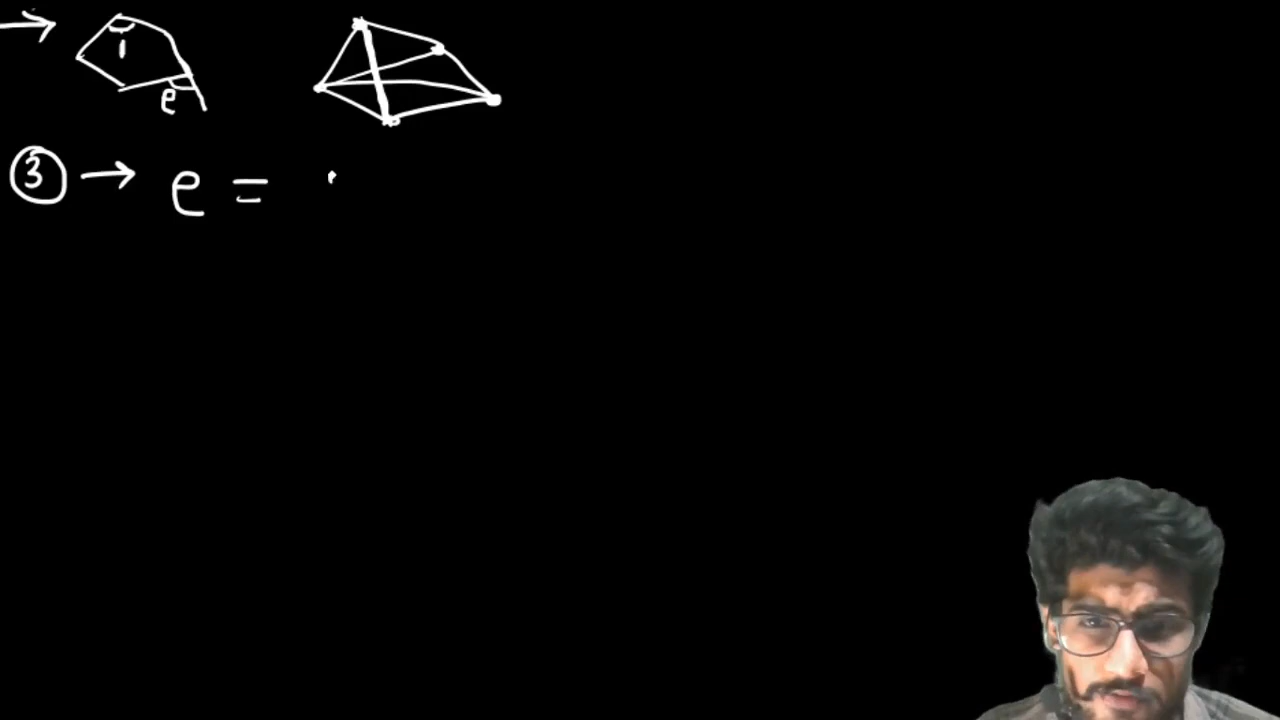 → i e
③ → e =